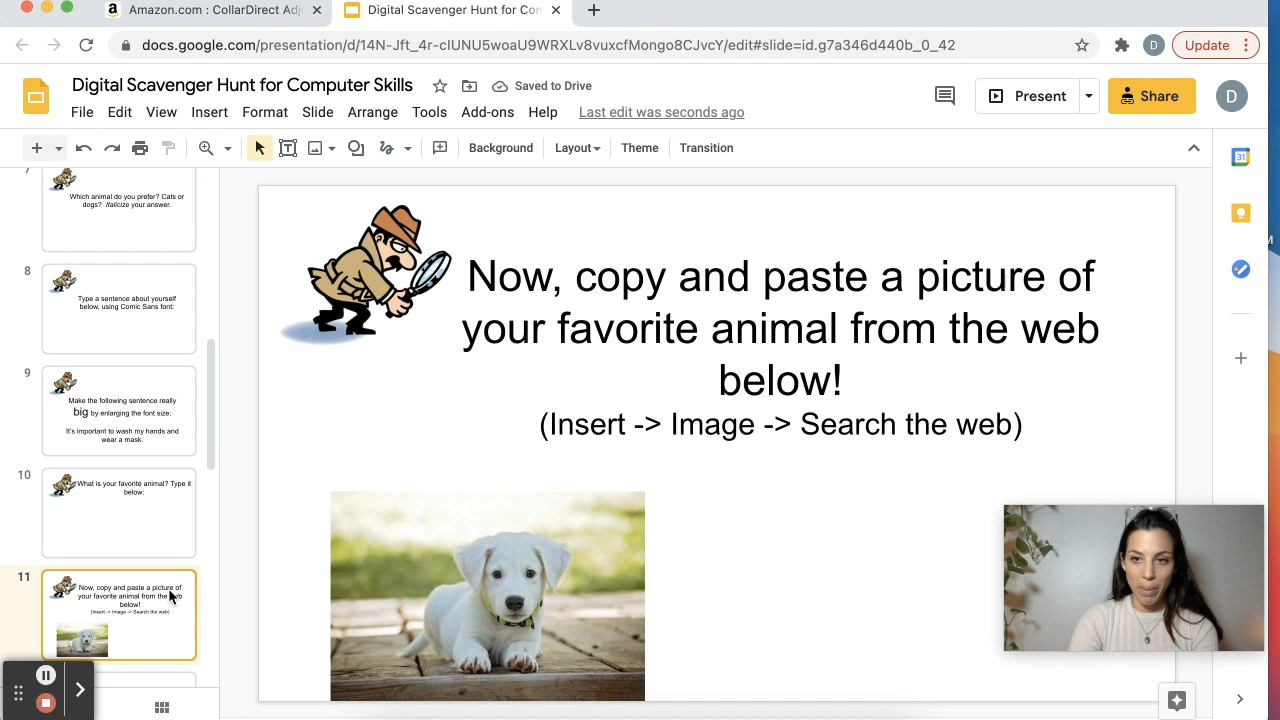 Amazon.com : CollarDirect Adj
Digital Scavenger Hunt for Con
docs.google.com/presentation/d/14N-Jft_4r-cIUNU5woaU9WRXLv8vuxcfMongo8CJvcY/edit#slide=id.g7a346d440b_0_42
D
Update
Digital Scavenger Hunt for Computer Skills
Saved to Drive
File Edit View Insert Format Slide Arrange Tools Add-ons Help Last edit was seconds ago
Present
Share
D
Background Layout Theme Transition
31
7
Which animal do you prefer? Cats or
dogs? Italicize your answer.
8
Type a sentence about yourself
below, using Comic Sans font:
9
Make the following sentence really
big by enlarging the font size:
It's important to wash my hands and
wear a mask.
10
What is your favorite animal? Type it
below:
11
Now, copy and paste a picture of
your favorite animal from the web
below!
(Insert -> Image -> Search the web)
Now, copy and paste a picture of
your favorite animal from the web
below!
(Insert -> Image -> Search the web)